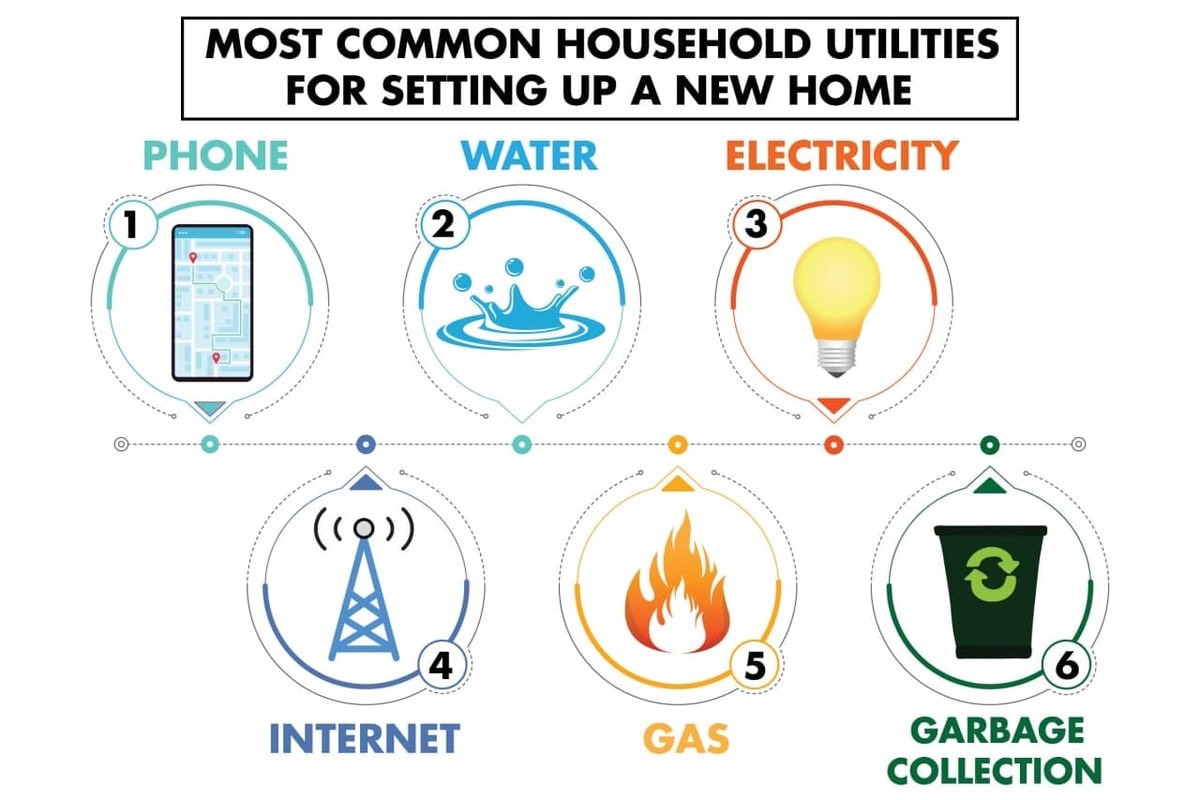 MOST COMMON HOUSEHOLD UTILITIES
FOR SETTING UP A NEW HOME
PHONE
WATER
ELECTRICITY
1
2
3
4
5
6
INTERNET
GAS
GARBAGE
COLLECTION